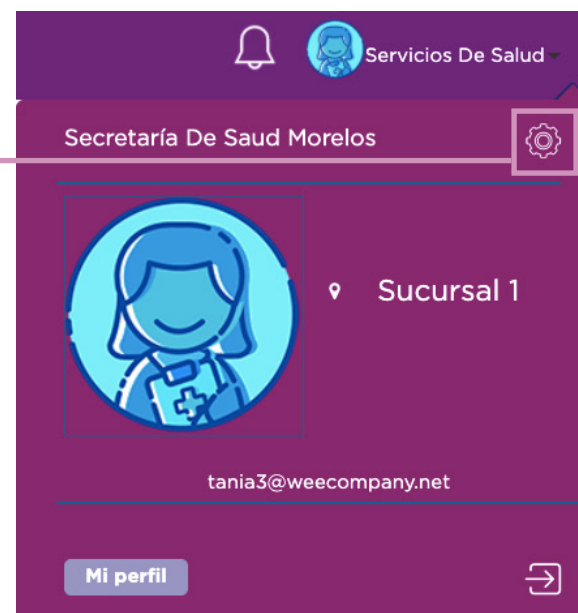 Servicios De Salud
Secretaría De Saud Morelos
Sucursal 1
tania3@weecompany.net
Mi perfil